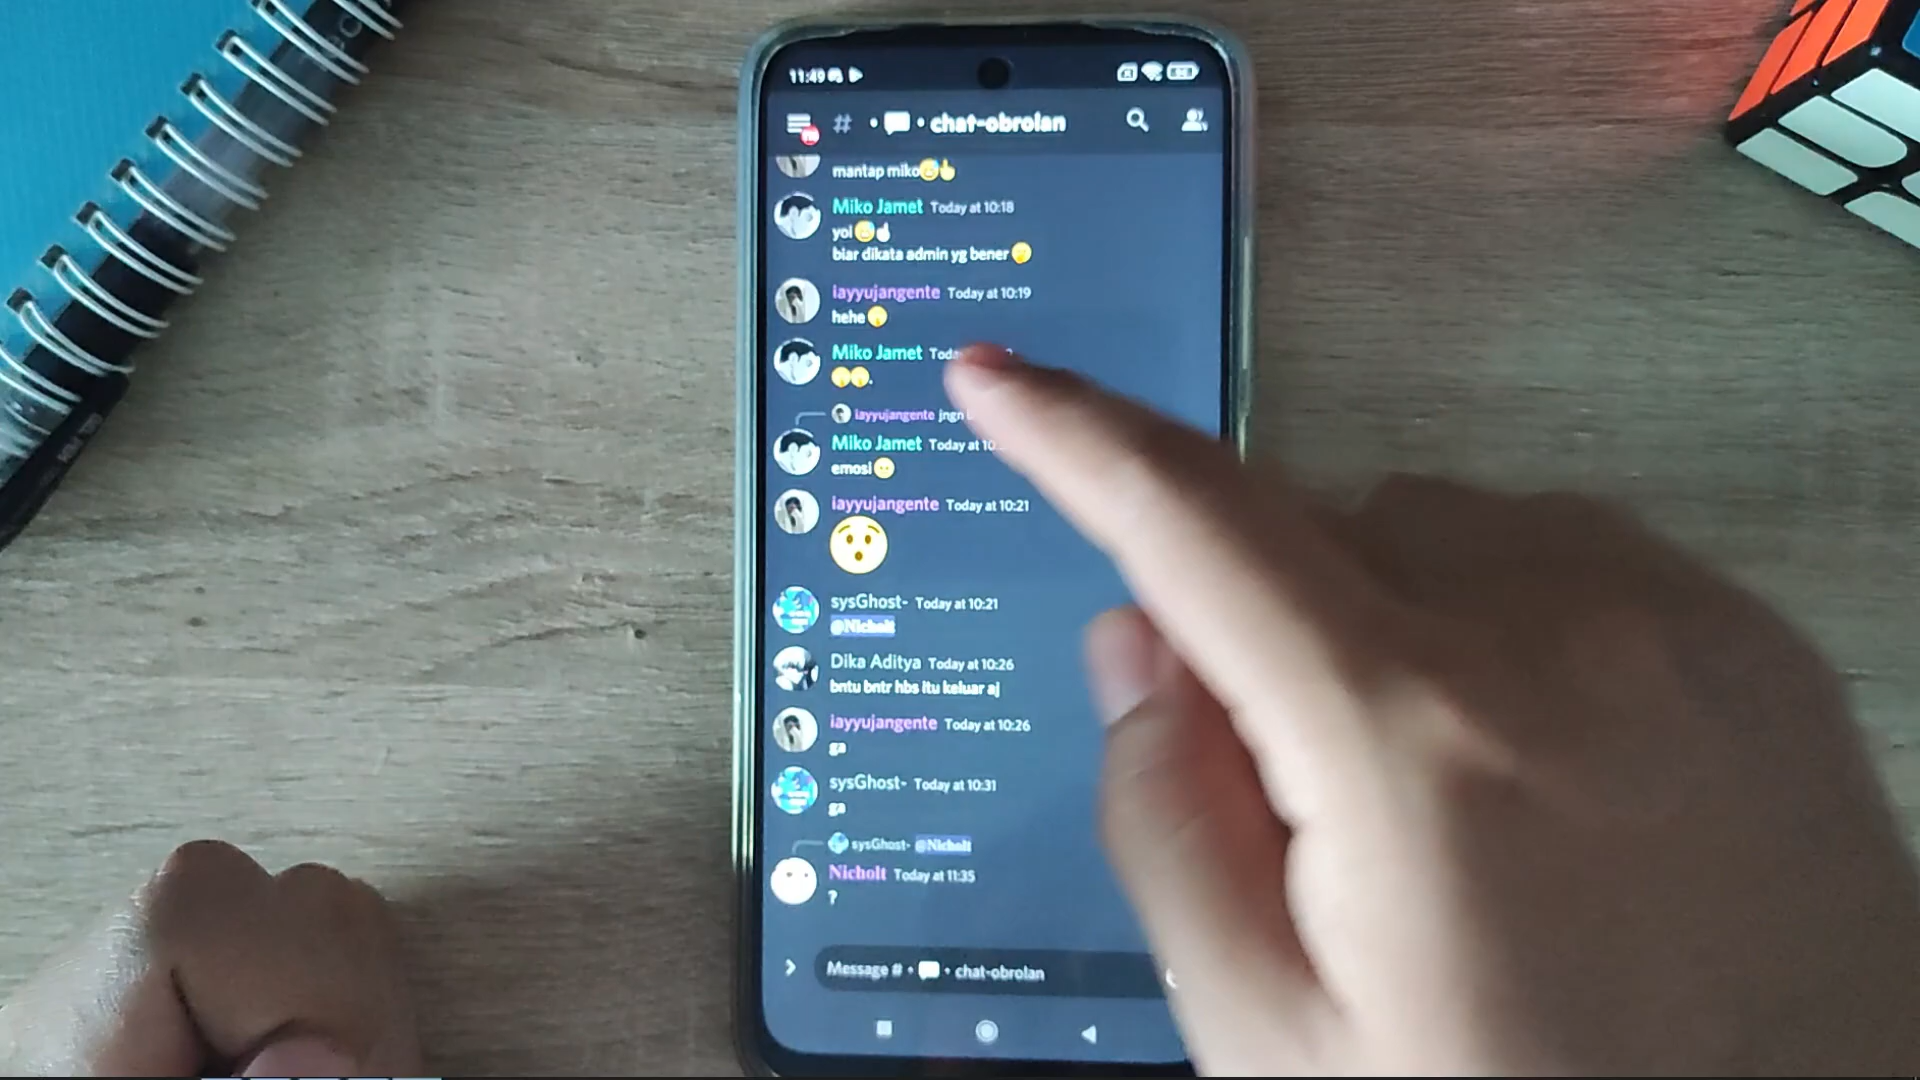 11:49
# • 💬 • chat-obrolan
mantap miko😅👆
Miko Jamet Today at 10:18
yoi😅👆
biar dikata admin yg bener🤭
iayyujangente Today at 10:19
hehe🤭
Miko Jamet
🤭🤭.
iayyujangente jngn
Miko Jamet Today at 10:
emosi
iayyujangente Today at 10:21
😯
sysGhost- Today at 10:21
@Nicholt
Dika Aditya Today at 10:26
bntu bntr hbs itu keluar aj
iayyujangente Today at 10:26
ga
sysGhost- Today at 10:31
ga
sysGhost- @Nicholt
Nicholt Today at 11:35
?
Message # • 💬 • chat-obrolan